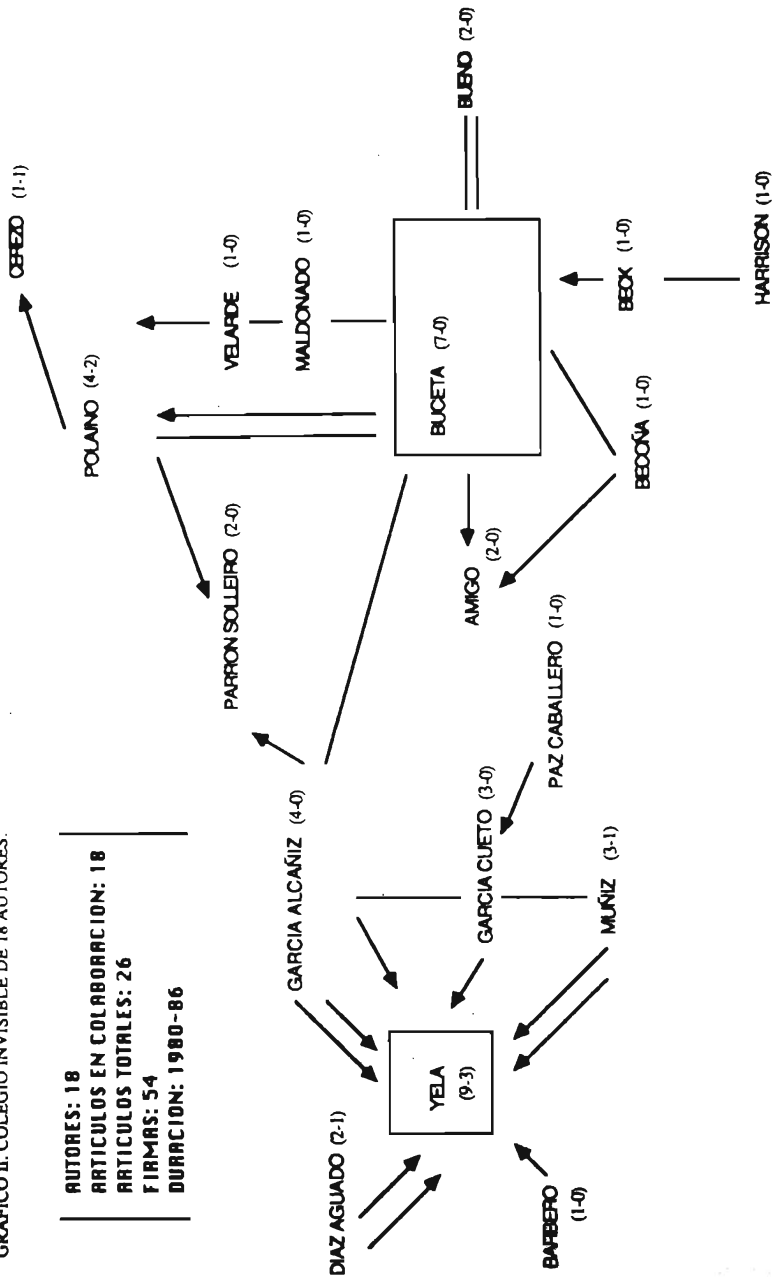 GRAFICO II. COLEGIO INVISIBLE DE 18 AUTORES.
AUTORES: 18
ARTICULOS EN COLABORACION: 18
ARTICULOS TOTALES: 26
FIRMAS: 54
DURACION: 1980-86
CEREZO (1-1)
POLAINO (4-2)
VELARDE (1-0)
MALDONADO (1-0)
PARRON SOLLEIRO (2-0)
BUCETA (7-0)
BUENO (2-0)
GARCIA ALCAÑIZ (4-0)
AMIGO (2-0)
BECK (1-0)
BECOÑA (1-0)
HARRISON (1-0)
GARCIA CUETO (3-0)
PAZ CABALLERO (1-0)
DIAZ AGUADO (2-1)
YELA
(9-3)
MUÑIZ (3-1)
BARBERO
(1-0)